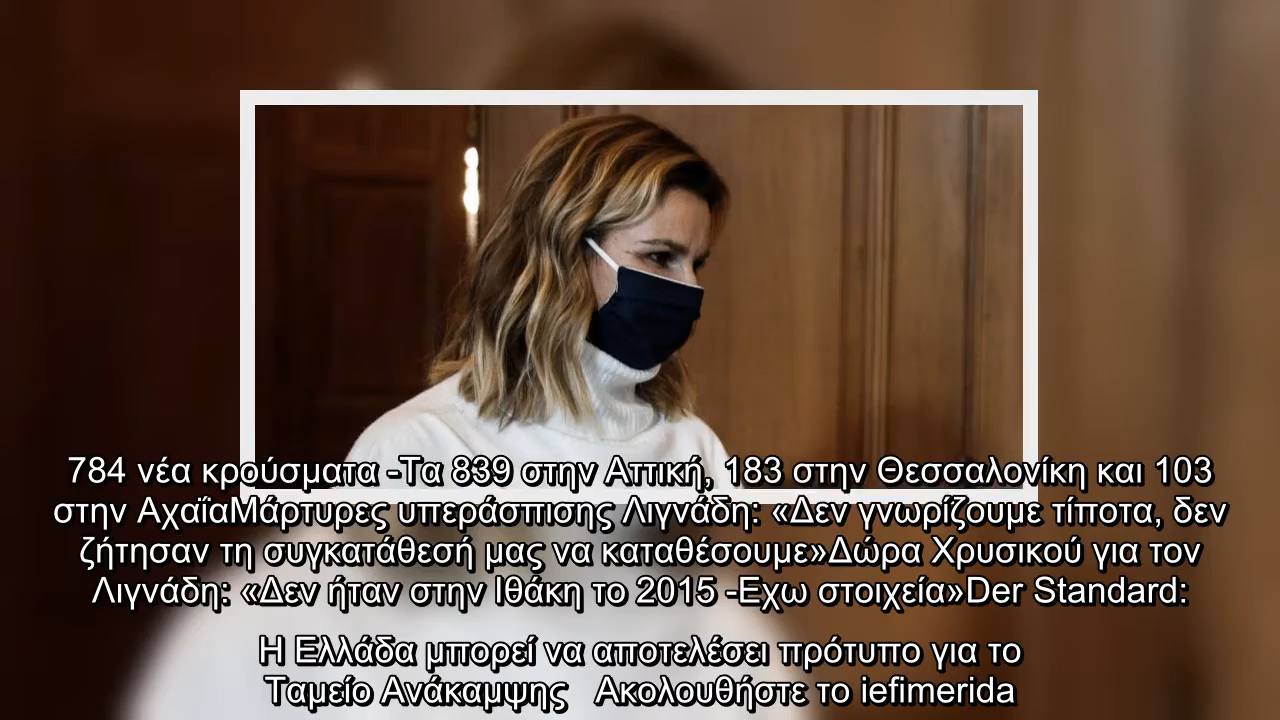 784 νέα κρούσματα -Τα 839 στην Αττική, 183 στην Θεσσαλονίκη και 103
στην ΑχαΐαΜάρτυρες υπεράσπισης Λιγνάδη: «Δεν γνωρίζουμε τίποτα, δεν
ζήτησαν τη συγκατάθεσή μας να καταθέσουμε»Δώρα Χρυσικού για τον
Λιγνάδη: «Δεν ήταν στην Ιθάκη το 2015 -Εχω στοιχεία»Der Standard:
Η Ελλάδα μπορεί να αποτελέσει πρότυπο για το
Ταμείο Ανάκαμψης Ακολουθήστε το iefimerida